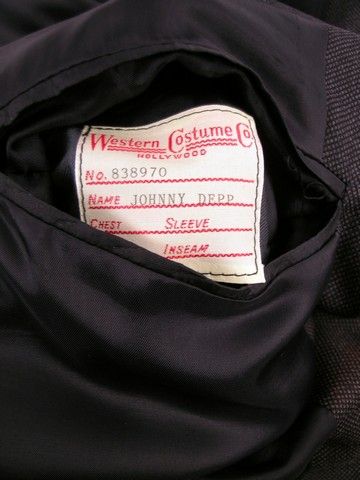 Western Costume Co
HOLLYWOOD
No. 838970
NAME JOHNNY DEPP
CHEST SLEEVE
INSEAM